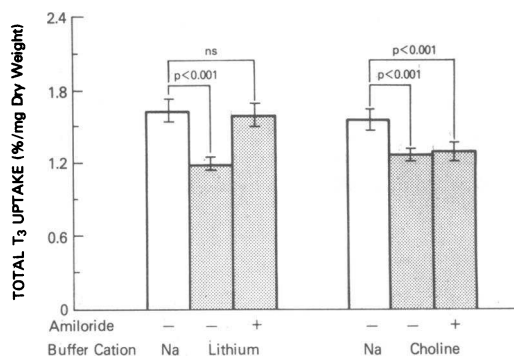 TOTAL T3 UPTAKE (%/mg Dry Weight)
2.4
1.8
1.2
0.6
0
ns
p<0.001
p<0.001
p<0.001
Amiloride − − + − − +
Buffer Cation Na Lithium Na Choline